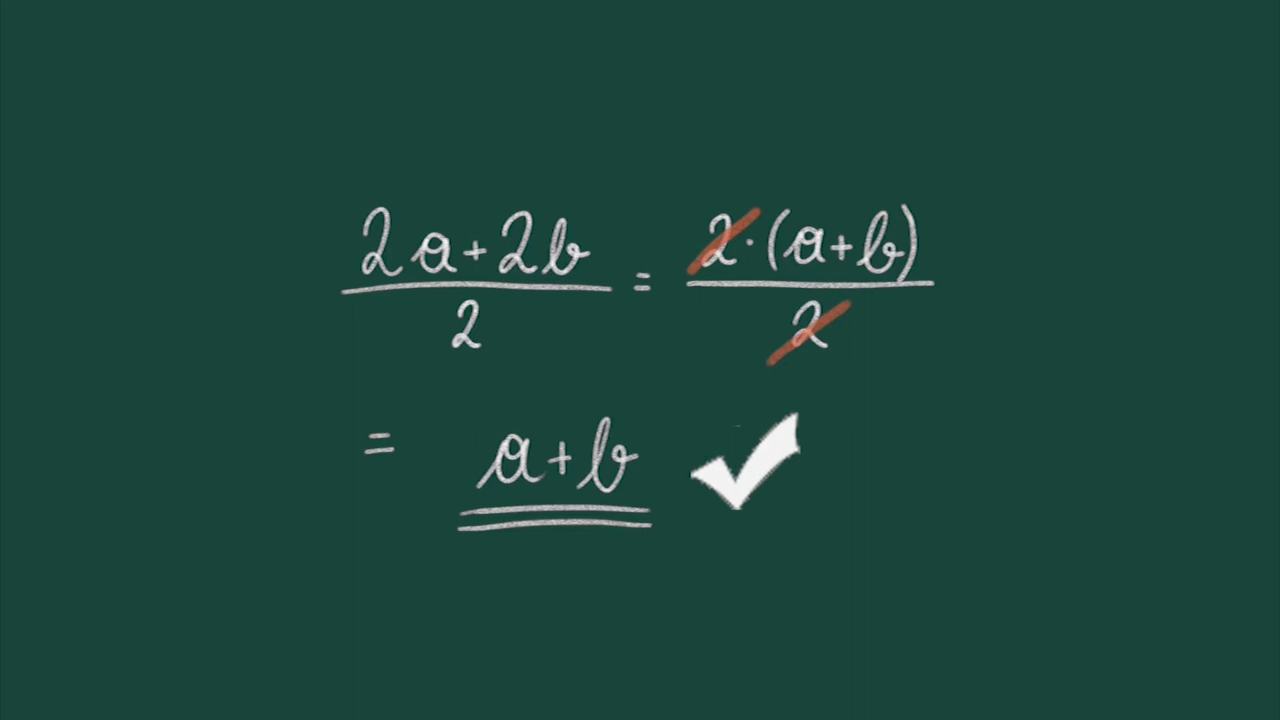 2a+2b / 2 = 2·(a+b) / 2
= a+b ✓